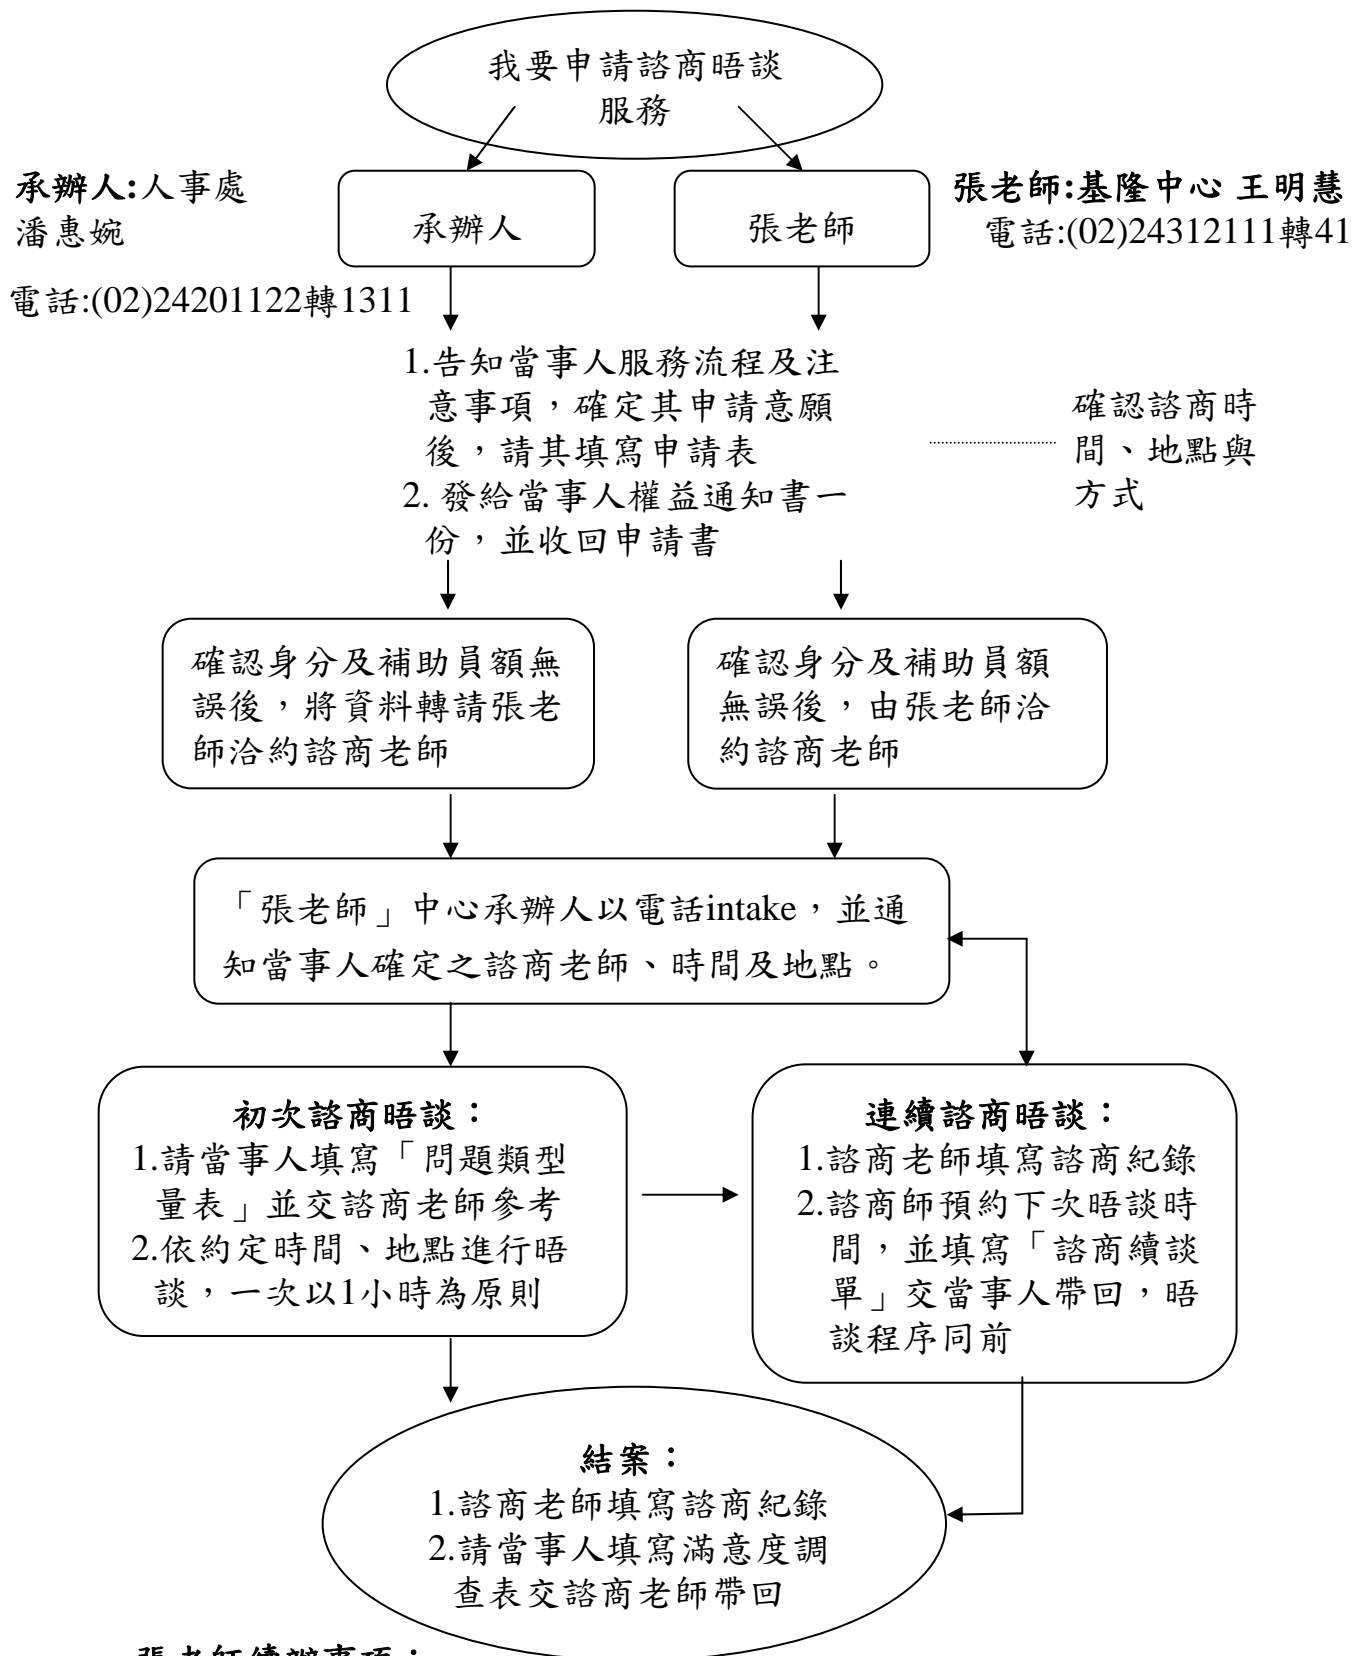 我要申請諮商晤談
服務
承辦人:人事處
潘惠婉
電話:(02)24201122轉1311
承辦人
張老師
張老師:基隆中心 王明慧
電話:(02)24312111轉41
1.告知當事人服務流程及注
意事項，確定其申請意願
後，請其填寫申請表
2. 發給當事人權益通知書一
份，並收回申請書
確認諮商時
間、地點與
方式
確認身分及補助員額無
誤後，將資料轉請張老
師洽約諮商老師
確認身分及補助員額
無誤後，由張老師洽
約諮商老師
「張老師」中心承辦人以電話intake，並通
知當事人確定之諮商老師、時間及地點。
初次諮商晤談：
1.請當事人填寫「問題類型
量表」並交諮商老師參考
2.依約定時間、地點進行晤
談，一次以1小時為原則
連續諮商晤談：
1.諮商老師填寫諮商紀錄
2.諮商師預約下次晤談時
間，並填寫「諮商續談
單」交當事人帶回，晤
談程序同前
結案：
1.諮商老師填寫諮商紀錄
2.請當事人填寫滿意度調
查表交諮商老師帶回
張老師續辦事項：